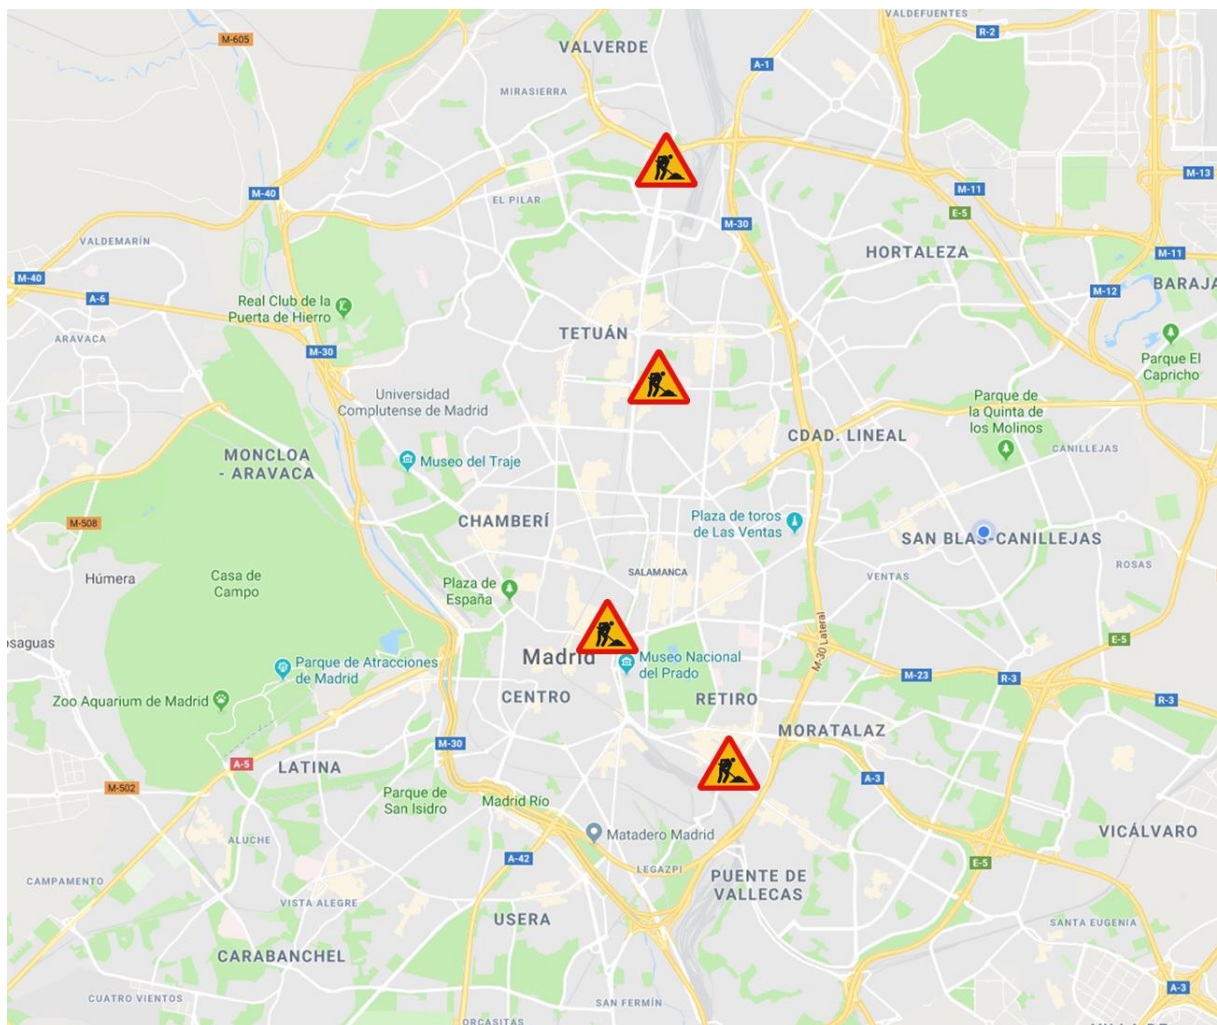 VALDEFUENTES
M-605
R-2
VALVERDE
A-1
MIRASIERRA
M-13
M-11
M-40
EL PILAR
E-5
M-30
VALDEMARÍN
HORTALEZA
M-11
M-40
BARAJA
M-12
A-6
Real Club de la
Puerta de Hierro
TETUÁN
ARAVACA
M-30
Parque El
Capricho
Universidad
Complutense de Madrid
Parque de
la Quinta de
los Molinos
CDAD. LINEAL
CANILLEJAS
MONCLOA
- ARAVACA
Museo del Traje
CHAMBERÍ
Plaza de toros
de Las Ventas
M-508
SAN BLAS-CANILLEJAS
ROSAS
Húmera
Casa de
Campo
Plaza de
España
SALAMANCA
VENTAS
osaguas
M-30 Lateral
E-5
Madrid
Museo Nacional
del Prado
Parque de Atracciones
de Madrid
M-23
R-3
R-3
Zoo Aquarium de Madrid
CENTRO
RETIRO
MORATALAZ
M-30
A-5
LATINA
A-3
M-502
Parque de
San Isidro
Madrid Río
Matadero Madrid
VICÁLVARO
ALUCHE
A-42
LEGAZPI
E-5
CAMPAMENTO
PUENTE DE
VALLECAS
VISTA ALEGRE
USERA
SANTA EUGENIA
CARABANCHEL
A-3
CUATRO VIENTOS
SAN FERMÍN
ORCASITAS